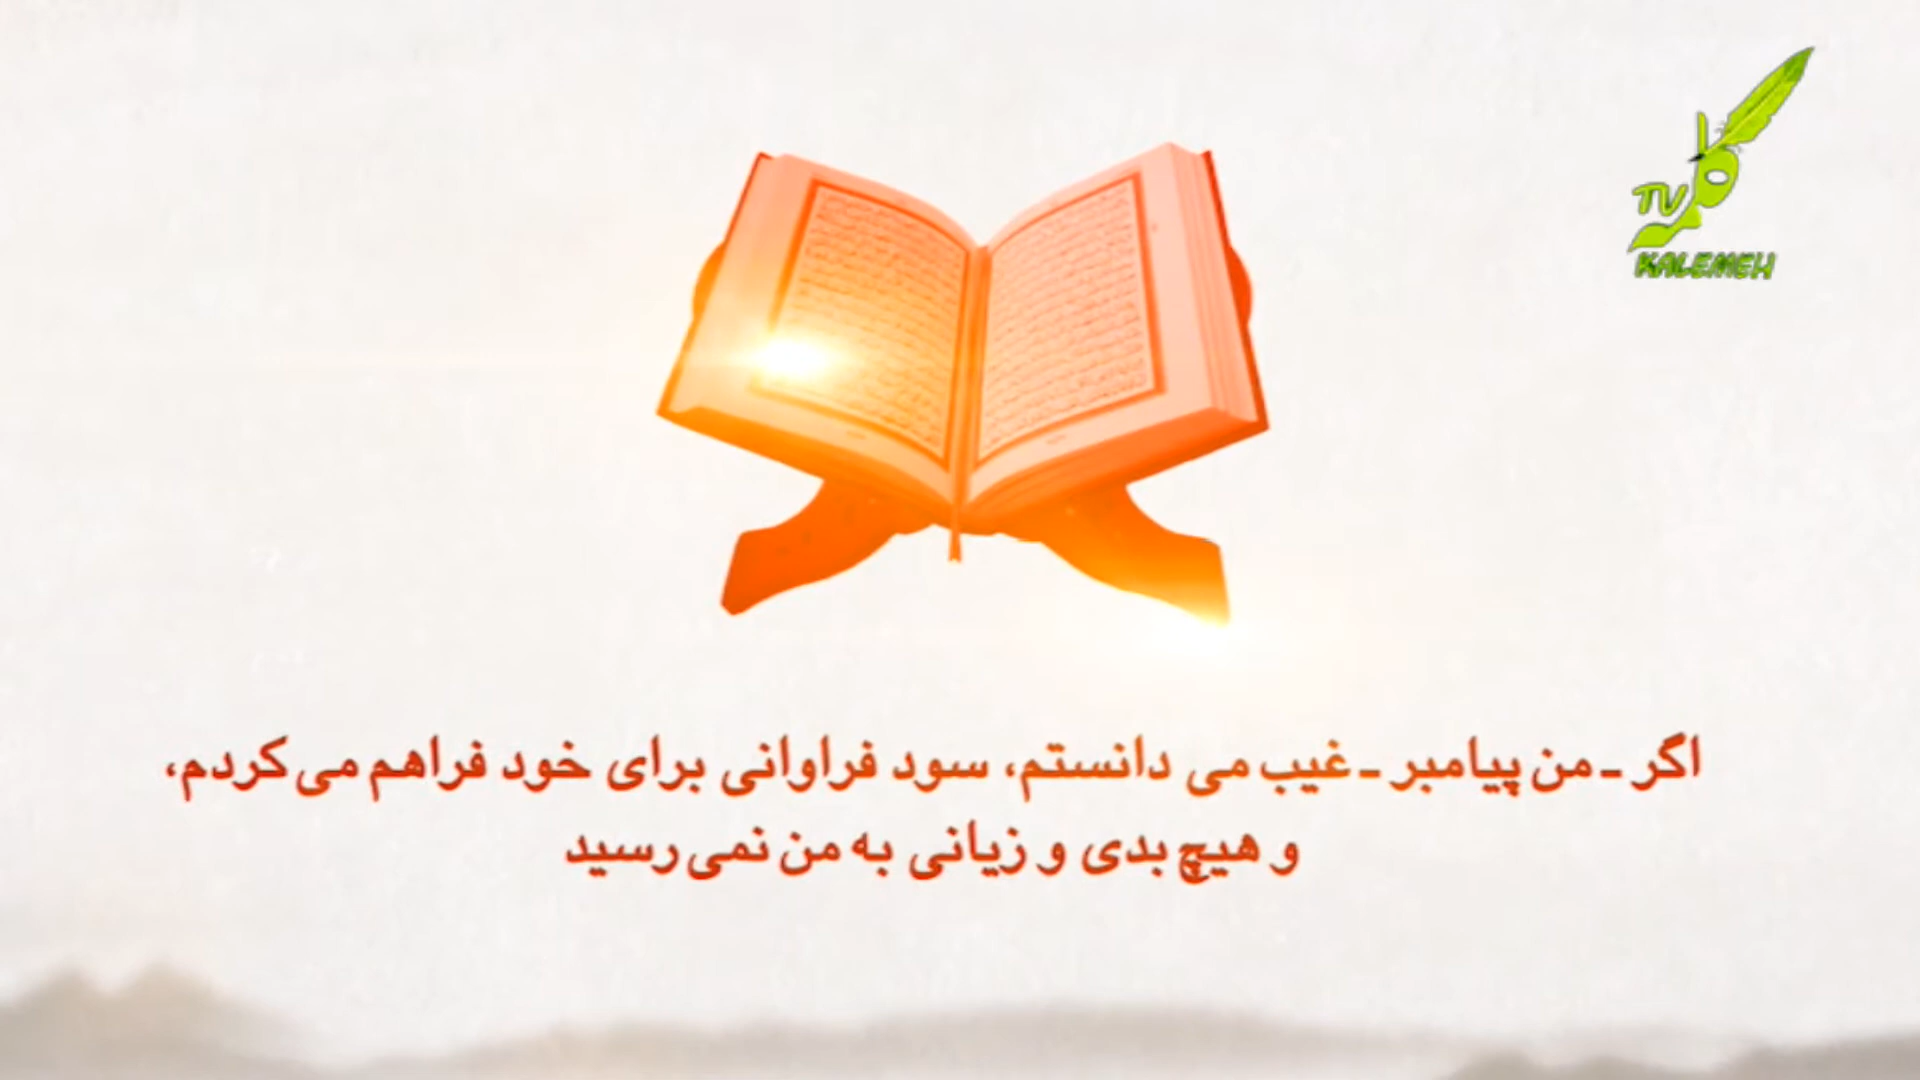 TV
KALEMEH
اگر ـ من پیامبر ـ غیب می دانستم، سود فراوانی برای خود فراهم می‌کردم،
و هیچ بدی و زیانی به من نمی‌رسید